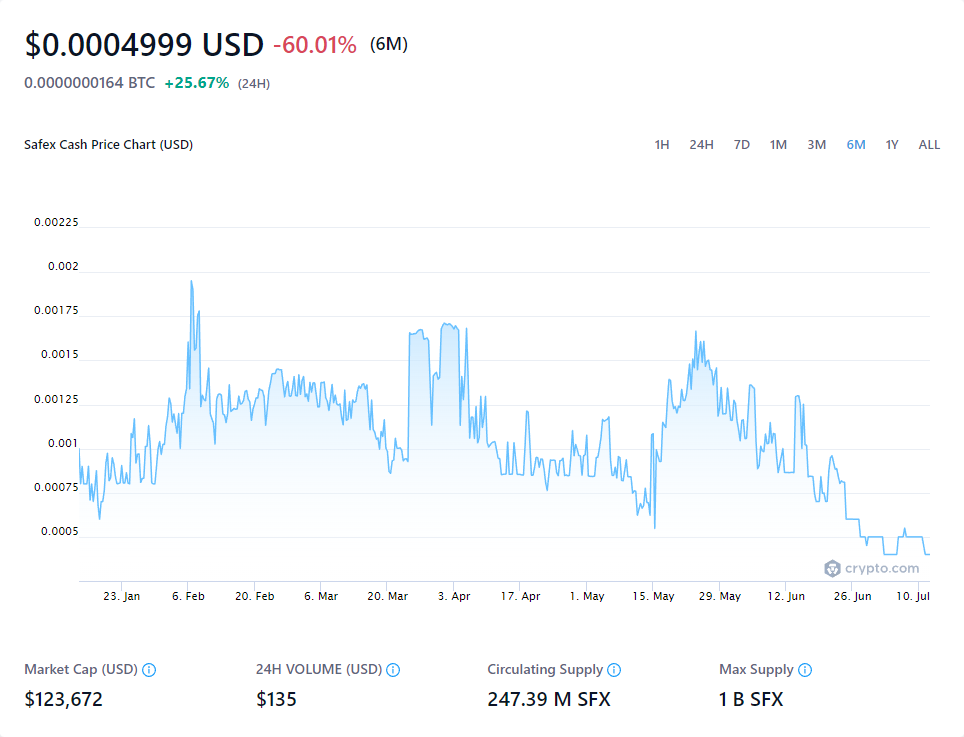 $0.0004999 USD -60.01% (6M)
0.0000000164 BTC +25.67% (24H)
Safex Cash Price Chart (USD) 1H 24H 7D 1M 3M 6M 1Y ALL
0.00225
0.002
0.00175
0.0015
0.00125
0.001
0.00075
0.0005
crypto.com
23. Jan 6. Feb 20. Feb 6. Mar 20. Mar 3. Apr 17. Apr 1. May 15. May 29. May 12. Jun 26. Jun 10. Jul
Market Cap (USD) 24H VOLUME (USD) Circulating Supply Max Supply
$123,672 $135 247.39 M SFX 1 B SFX